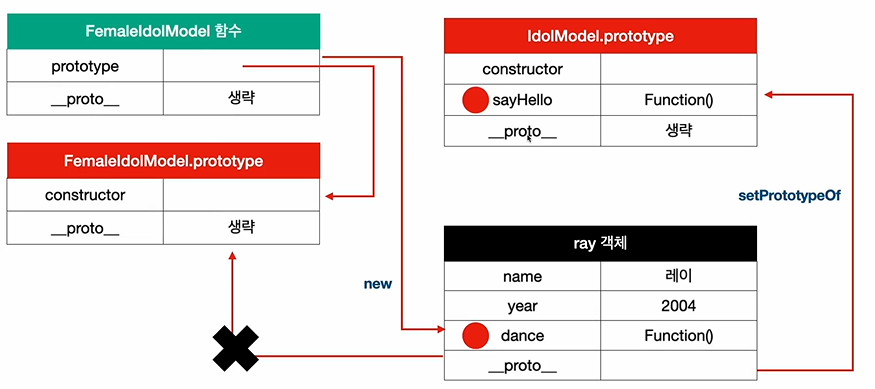 FemaleIdolModel 함수
prototype
__proto__ 생략
FemaleIdolModel.prototype
constructor
__proto__ 생략
IdolModel.prototype
constructor
sayHello Function()
__proto__ 생략
setPrototypeOf
new
ray 객체
name 레이
year 2004
dance Function()
__proto__